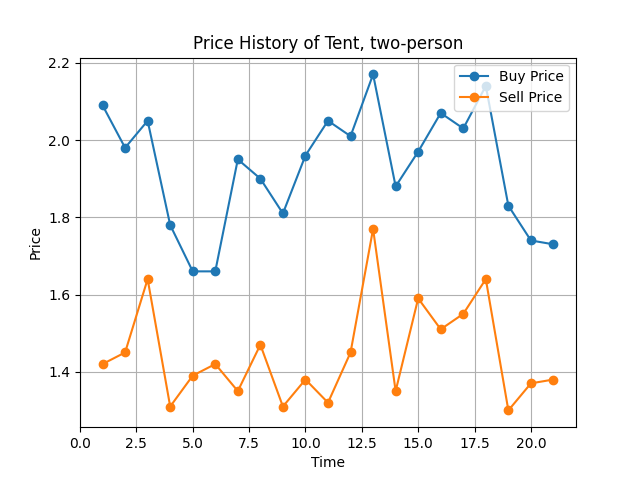 Price History of Tent, two-person
2.2
2.0
1.8
1.6
1.4
Price
Buy Price
Sell Price
0.0 2.5 5.0 7.5 10.0 12.5 15.0 17.5 20.0
Time